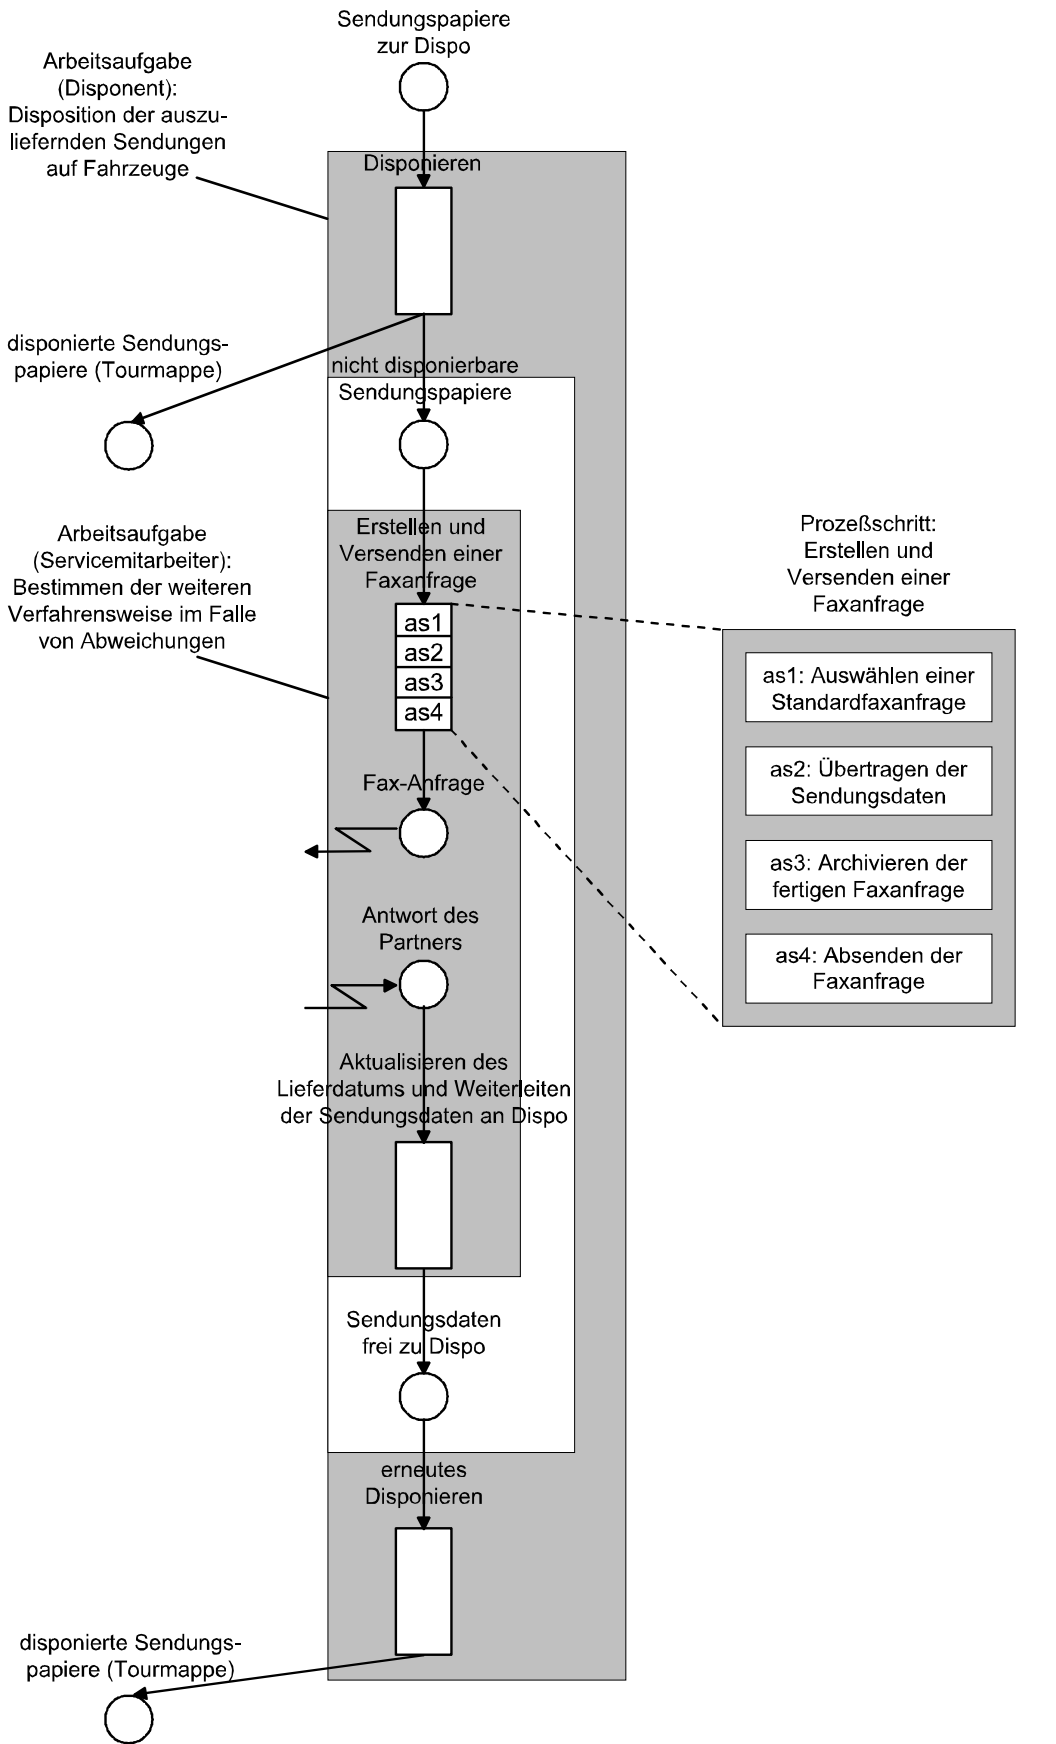 Sendungspapiere
zur Dispo
Arbeitsaufgabe
(Disponent):
Disposition der auszu-
liefernden Sendungen
auf Fahrzeuge
Disponieren
disponierte Sendungs-
papiere (Tourmappe)
nicht disponierbare
Sendungspapiere
Arbeitsaufgabe
(Servicemitarbeiter):
Bestimmen der weiteren
Verfahrensweise im Falle
von Abweichungen
Erstellen und
Versenden einer
Faxanfrage
as1
as2
as3
as4
Prozeßschritt:
Erstellen und
Versenden einer
Faxanfrage
as1: Auswählen einer
Standardfaxanfrage
as2: Übertragen der
Sendungsdaten
as3: Archivieren der
fertigen Faxanfrage
as4: Absenden der
Faxanfrage
Fax-Anfrage
Antwort des
Partners
Aktualisieren des
Lieferdatums und Weiterleiten
der Sendungsdaten an Dispo
Sendungsdaten
frei zu Dispo
erneutes
Disponieren
disponierte Sendungs-
papiere (Tourmappe)